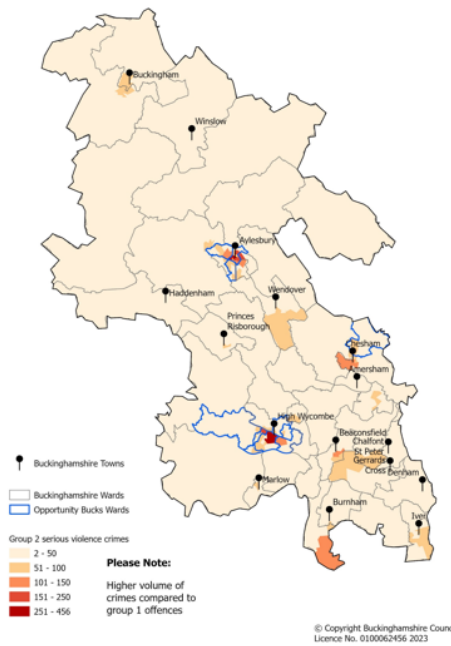 Buckingham
Winslow
Aylesbury
Haddenham
Wendover
Princes
Risborough
Chesham
Amersham
High Wycombe
Beaconsfield
Chalfont
St Peter
Gerrards
Cross
Denham
Marlow
Burnham
Iver
Buckinghamshire Towns
Buckinghamshire Wards
Opportunity Bucks Wards
Group 2 serious violence crimes
2 - 50
51 - 100
101 - 150
151 - 250
251 - 456
Please Note:
Higher volume of
crimes compared to
group 1 offences
© Copyright Buckinghamshire Counc
Licence No. 0100062456 2023